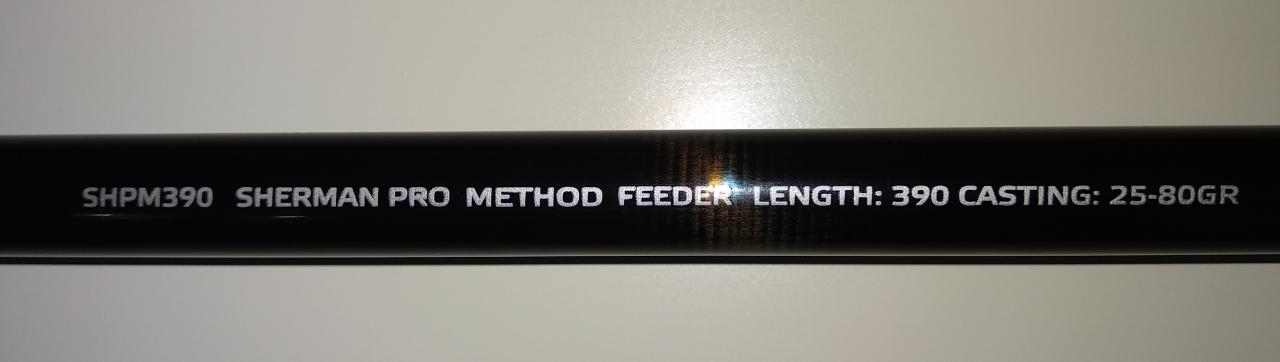 SHPM390 SHERMAN PRO METHOD FEEDER LENGTH: 390 CASTING: 25-80GR